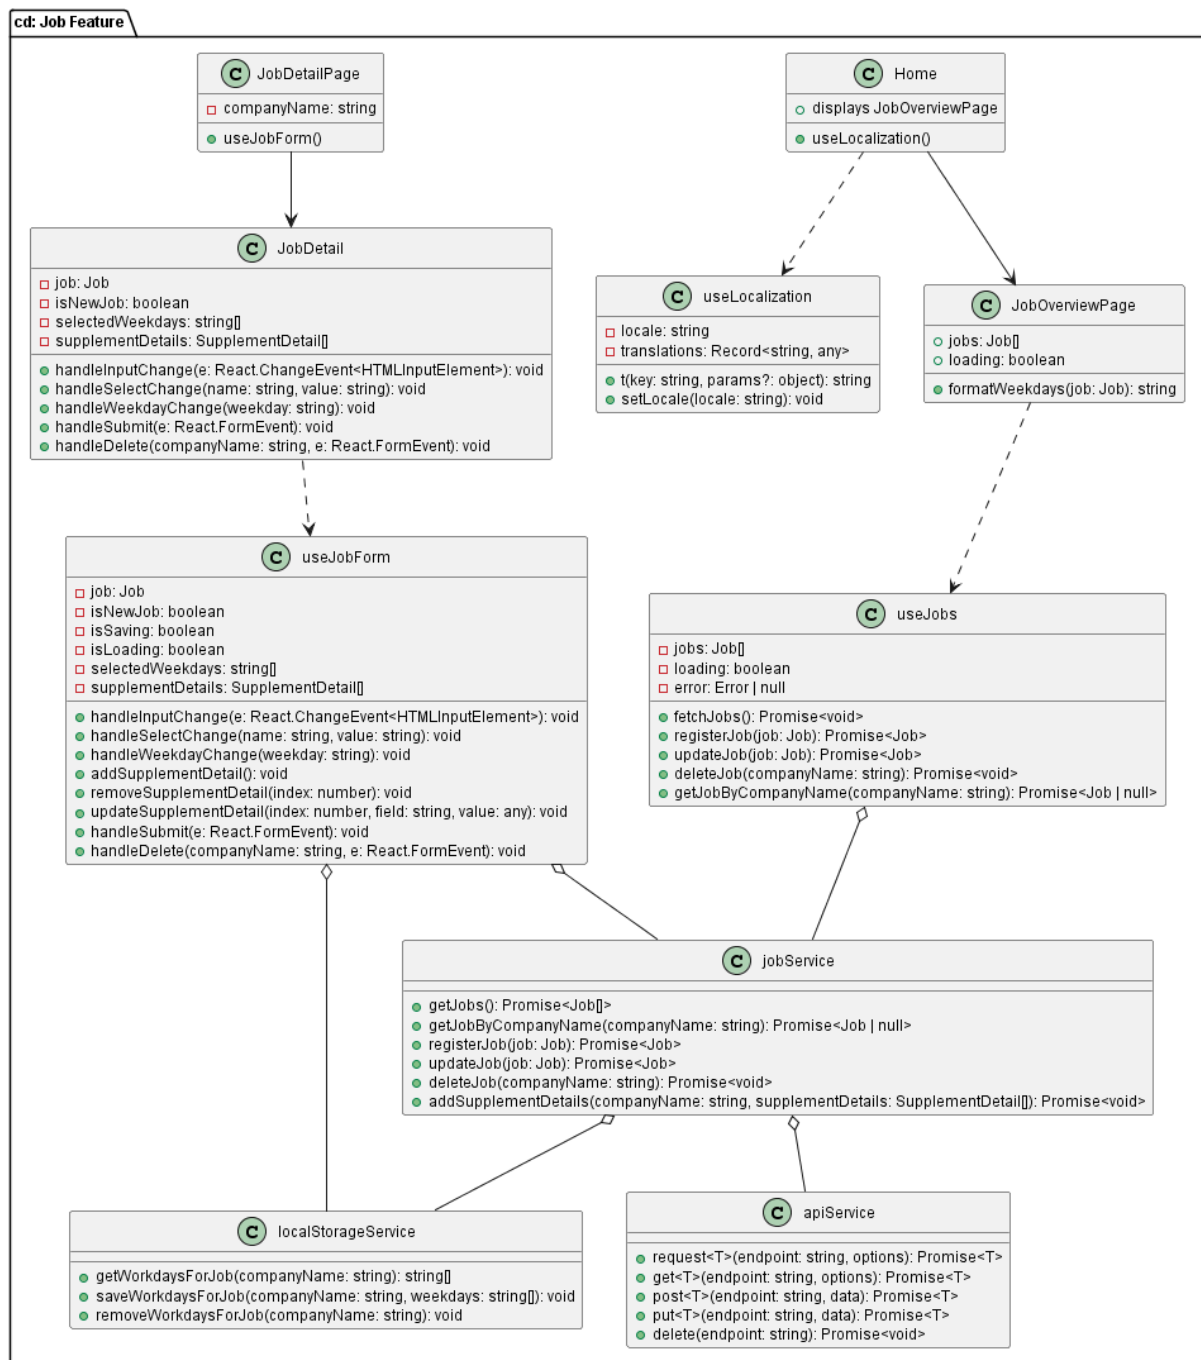 cd: Job Feature
C JobDetailPage
companyName: string
useJobForm()
C Home
displays JobOverviewPage
useLocalization()
C JobDetail
job: Job
isNewJob: boolean
selectedWeekdays: string[]
supplementDetails: SupplementDetail[]
handleInputChange(e: React.ChangeEvent<HTMLInputElement>): void
handleSelectChange(name: string, value: string): void
handleWeekdayChange(weekday: string): void
handleSubmit(e: React.FormEvent): void
handleDelete(companyName: string, e: React.FormEvent): void
C useLocalization
locale: string
translations: Record<string, any>
t(key: string, params?: object): string
setLocale(locale: string): void
C JobOverviewPage
jobs: Job[]
loading: boolean
formatWeekdays(job: Job): string
C useJobForm
job: Job
isNewJob: boolean
isSaving: boolean
isLoading: boolean
selectedWeekdays: string[]
supplementDetails: SupplementDetail[]
handleInputChange(e: React.ChangeEvent<HTMLInputElement>): void
handleSelectChange(name: string, value: string): void
handleWeekdayChange(weekday: string): void
addSupplementDetail(): void
removeSupplementDetail(index: number): void
updateSupplementDetail(index: number, field: string, value: any): void
handleSubmit(e: React.FormEvent): void
handleDelete(companyName: string, e: React.FormEvent): void
C useJobs
jobs: Job[]
loading: boolean
error: Error | null
fetchJobs(): Promise<void>
registerJob(job: Job): Promise<Job>
updateJob(job: Job): Promise<Job>
deleteJob(companyName: string): Promise<void>
getJobByCompanyName(companyName: string): Promise<Job | null>
C jobService
getJobs(): Promise<Job[]>
getJobByCompanyName(companyName: string): Promise<Job | null>
registerJob(job: Job): Promise<Job>
updateJob(job: Job): Promise<Job>
deleteJob(companyName: string): Promise<void>
addSupplementDetails(companyName: string, supplementDetails: SupplementDetail[]): Promise<void>
C localStorageService
getWorkdaysForJob(companyName: string): string[]
saveWorkdaysForJob(companyName: string, weekdays: string[]): void
removeWorkdaysForJob(companyName: string): void
C apiService
request<T>(endpoint: string, options): Promise<T>
get<T>(endpoint: string, options): Promise<T>
post<T>(endpoint: string, data): Promise<T>
put<T>(endpoint: string, data): Promise<T>
delete(endpoint: string): Promise<void>